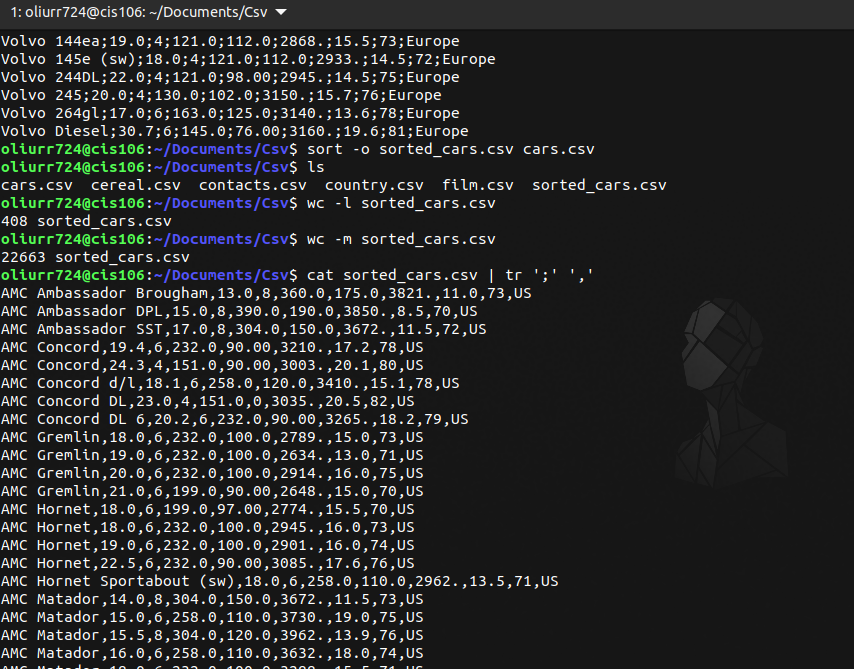 1: oliurr724@cis106: ~/Documents/Csv
Volvo 144ea;19.0;4;121.0;112.0;2868.;15.5;73;Europe
Volvo 145e (sw);18.0;4;121.0;112.0;2933.;14.5;72;Europe
Volvo 244DL;22.0;4;121.0;98.00;2945.;14.5;75;Europe
Volvo 245;20.0;4;130.0;102.0;3150.;15.7;76;Europe
Volvo 264gl;17.0;6;163.0;125.0;3140.;13.6;78;Europe
Volvo Diesel;30.7;6;145.0;76.00;3160.;19.6;81;Europe
oliurr724@cis106:~/Documents/Csv$ sort -o sorted_cars.csv cars.csv
oliurr724@cis106:~/Documents/Csv$ ls
cars.csv  cereal.csv  contacts.csv  country.csv  film.csv  sorted_cars.csv
oliurr724@cis106:~/Documents/Csv$ wc -l sorted_cars.csv
408 sorted_cars.csv
oliurr724@cis106:~/Documents/Csv$ wc -m sorted_cars.csv
22663 sorted_cars.csv
oliurr724@cis106:~/Documents/Csv$ cat sorted_cars.csv | tr ';' ','
AMC Ambassador Brougham,13.0,8,360.0,175.0,3821.,11.0,73,US
AMC Ambassador DPL,15.0,8,390.0,190.0,3850.,8.5,70,US
AMC Ambassador SST,17.0,8,304.0,150.0,3672.,11.5,72,US
AMC Concord,19.4,6,232.0,90.00,3210.,17.2,78,US
AMC Concord,24.3,4,151.0,90.00,3003.,20.1,80,US
AMC Concord d/l,18.1,6,258.0,120.0,3410.,15.1,78,US
AMC Concord DL,23.0,4,151.0,0,3035.,20.5,82,US
AMC Concord DL 6,20.2,6,232.0,90.00,3265.,18.2,79,US
AMC Gremlin,18.0,6,232.0,100.0,2789.,15.0,73,US
AMC Gremlin,19.0,6,232.0,100.0,2634.,13.0,71,US
AMC Gremlin,20.0,6,232.0,100.0,2914.,16.0,75,US
AMC Gremlin,21.0,6,199.0,90.00,2648.,15.0,70,US
AMC Hornet,18.0,6,199.0,97.00,2774.,15.5,70,US
AMC Hornet,18.0,6,232.0,100.0,2945.,16.0,73,US
AMC Hornet,19.0,6,232.0,100.0,2901.,16.0,74,US
AMC Hornet,22.5,6,232.0,90.00,3085.,17.6,76,US
AMC Hornet Sportabout (sw),18.0,6,258.0,110.0,2962.,13.5,71,US
AMC Matador,14.0,8,304.0,150.0,3672.,11.5,73,US
AMC Matador,15.0,6,258.0,110.0,3730.,19.0,75,US
AMC Matador,15.5,8,304.0,120.0,3962.,13.9,76,US
AMC Matador,16.0,6,258.0,110.0,3632.,18.0,74,US
AMC Matador,18.0,6,232.0,100.0,3288.,15.5,71,US